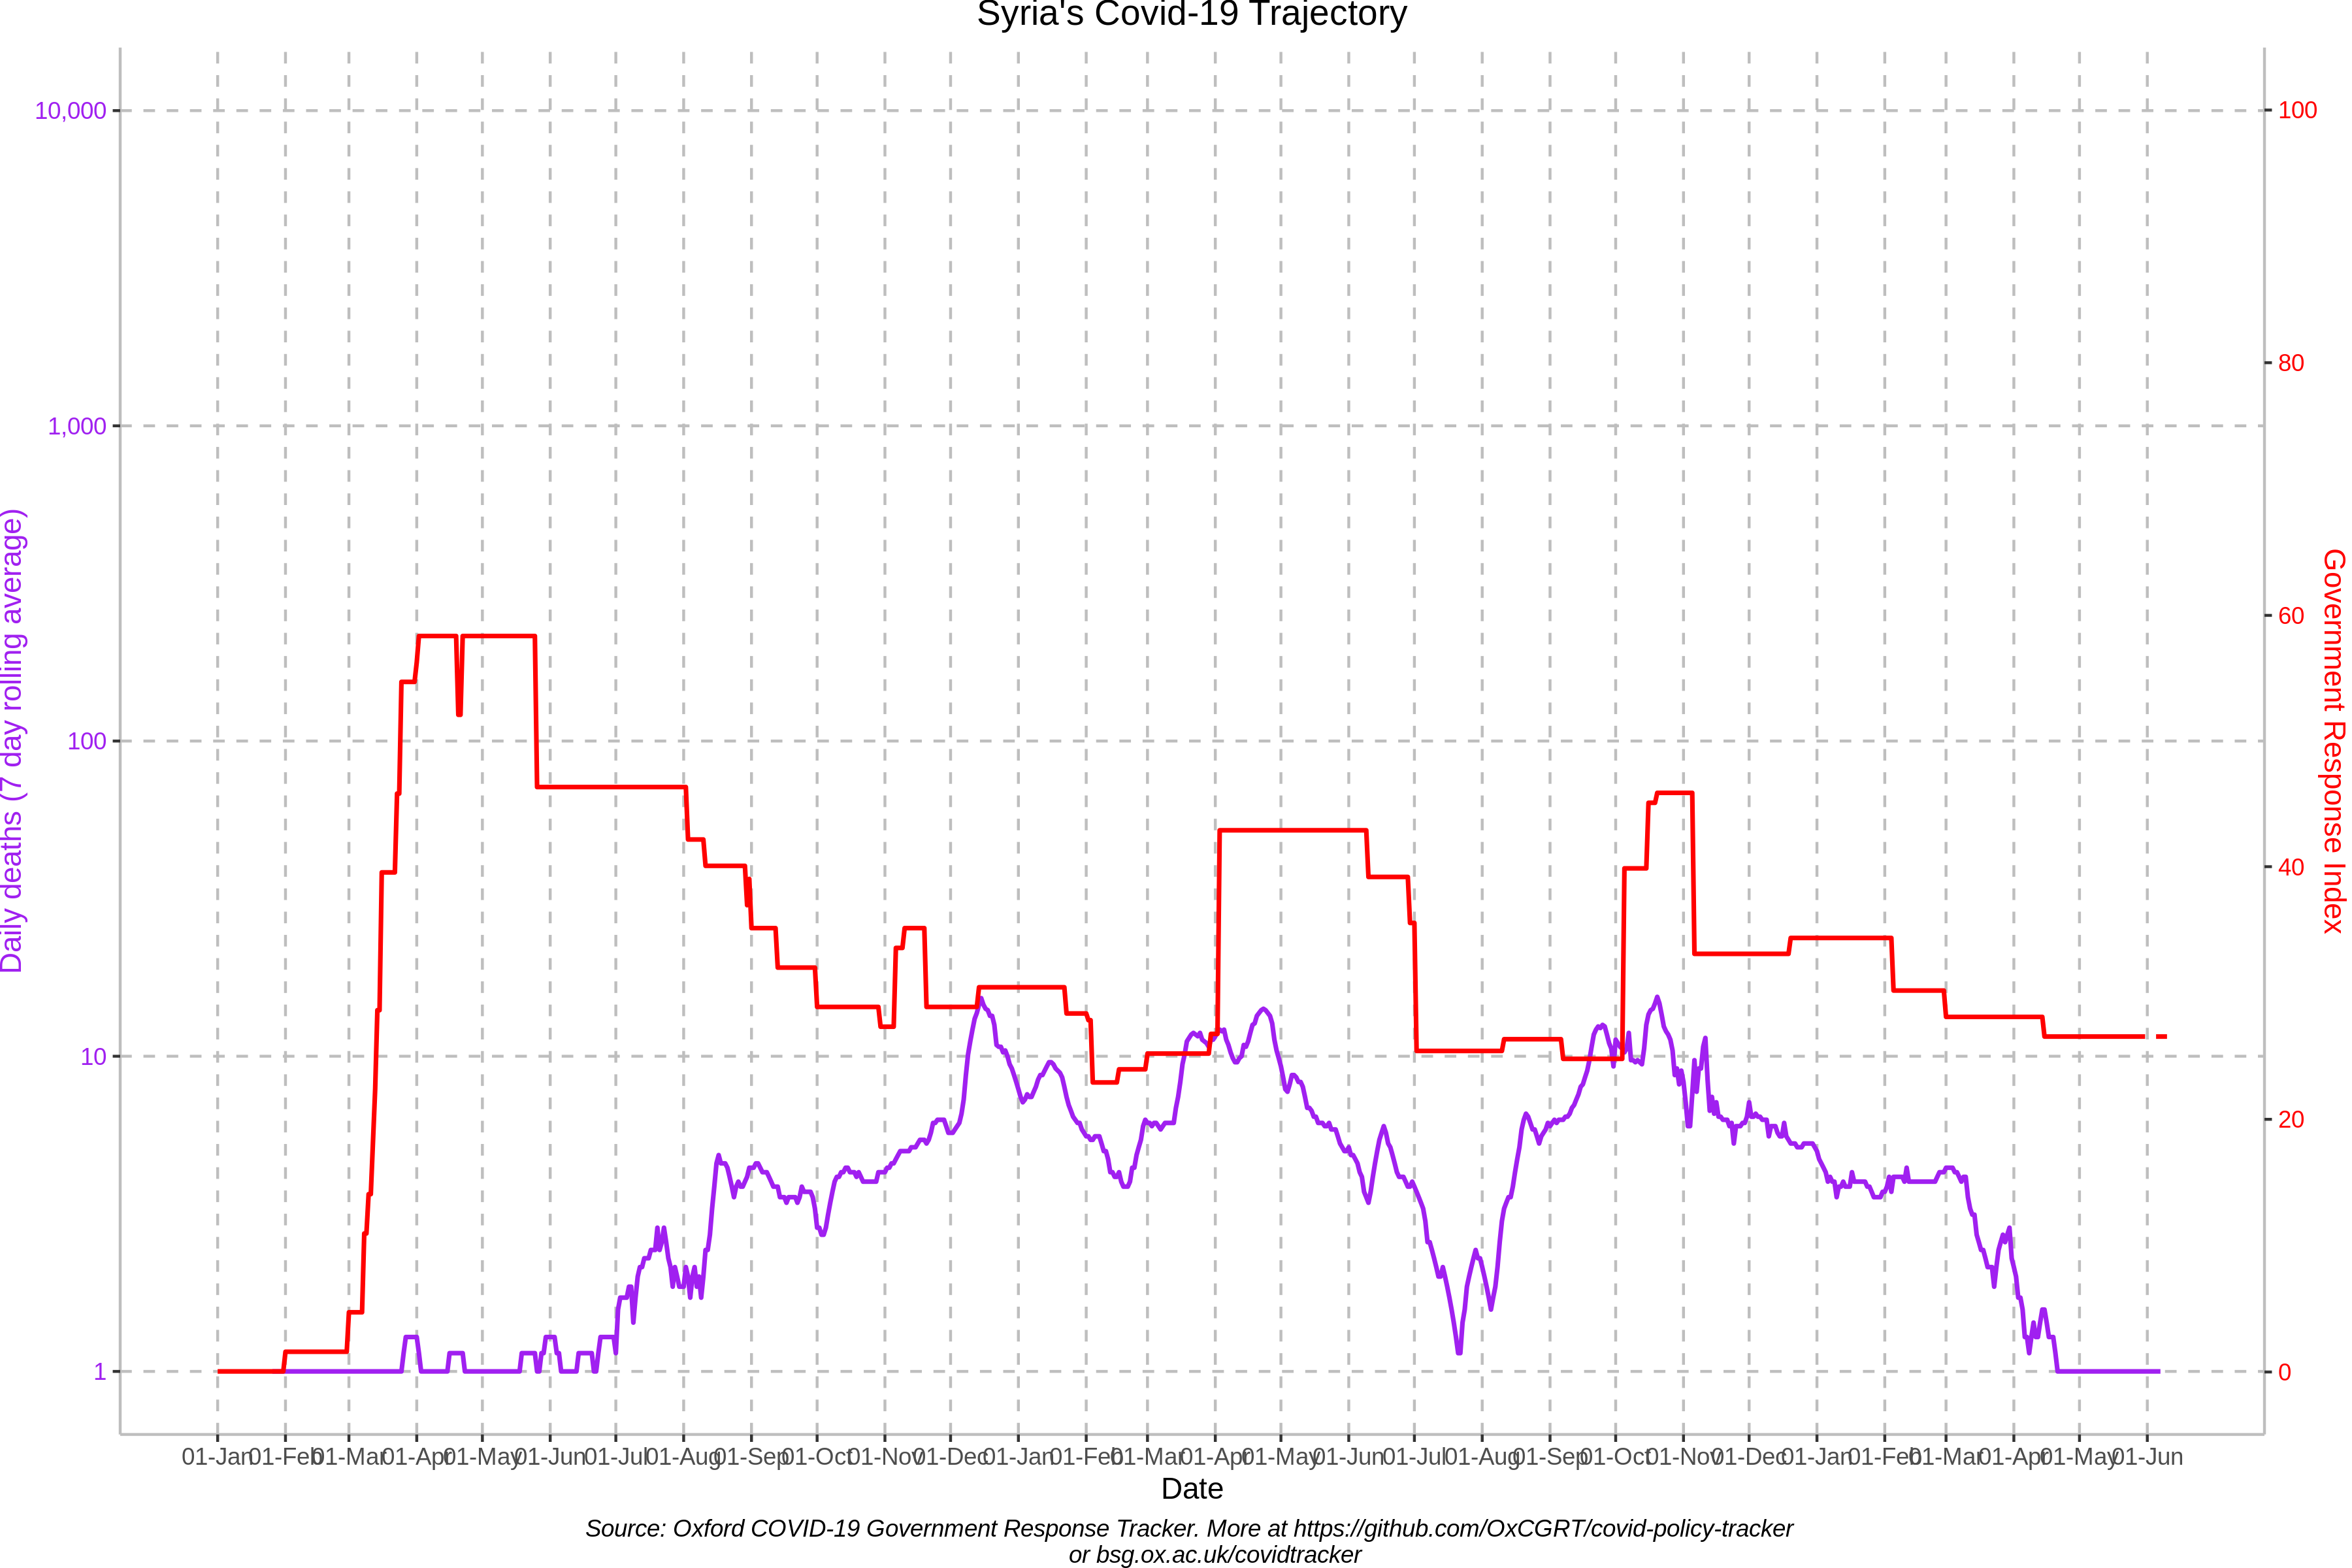 Syria's Covid-19 Trajectory
10,000
1,000
100
10
1
Daily deaths (7 day rolling average)
100
80
60
40
20
0
Government Response Index
01-Jan 01-Feb 01-Mar 01-Apr 01-May 01-Jun 01-Jul 01-Aug 01-Sep 01-Oct 01-Nov 01-Dec 01-Jan 01-Feb 01-Mar 01-Apr 01-May 01-Jun 01-Jul 01-Aug 01-Sep 01-Oct 01-Nov 01-Dec 01-Jan 01-Feb 01-Mar 01-Apr 01-May 01-Jun
Date
Source: Oxford COVID-19 Government Response Tracker. More at https://github.com/OxCGRT/covid-policy-tracker
or bsg.ox.ac.uk/covidtracker